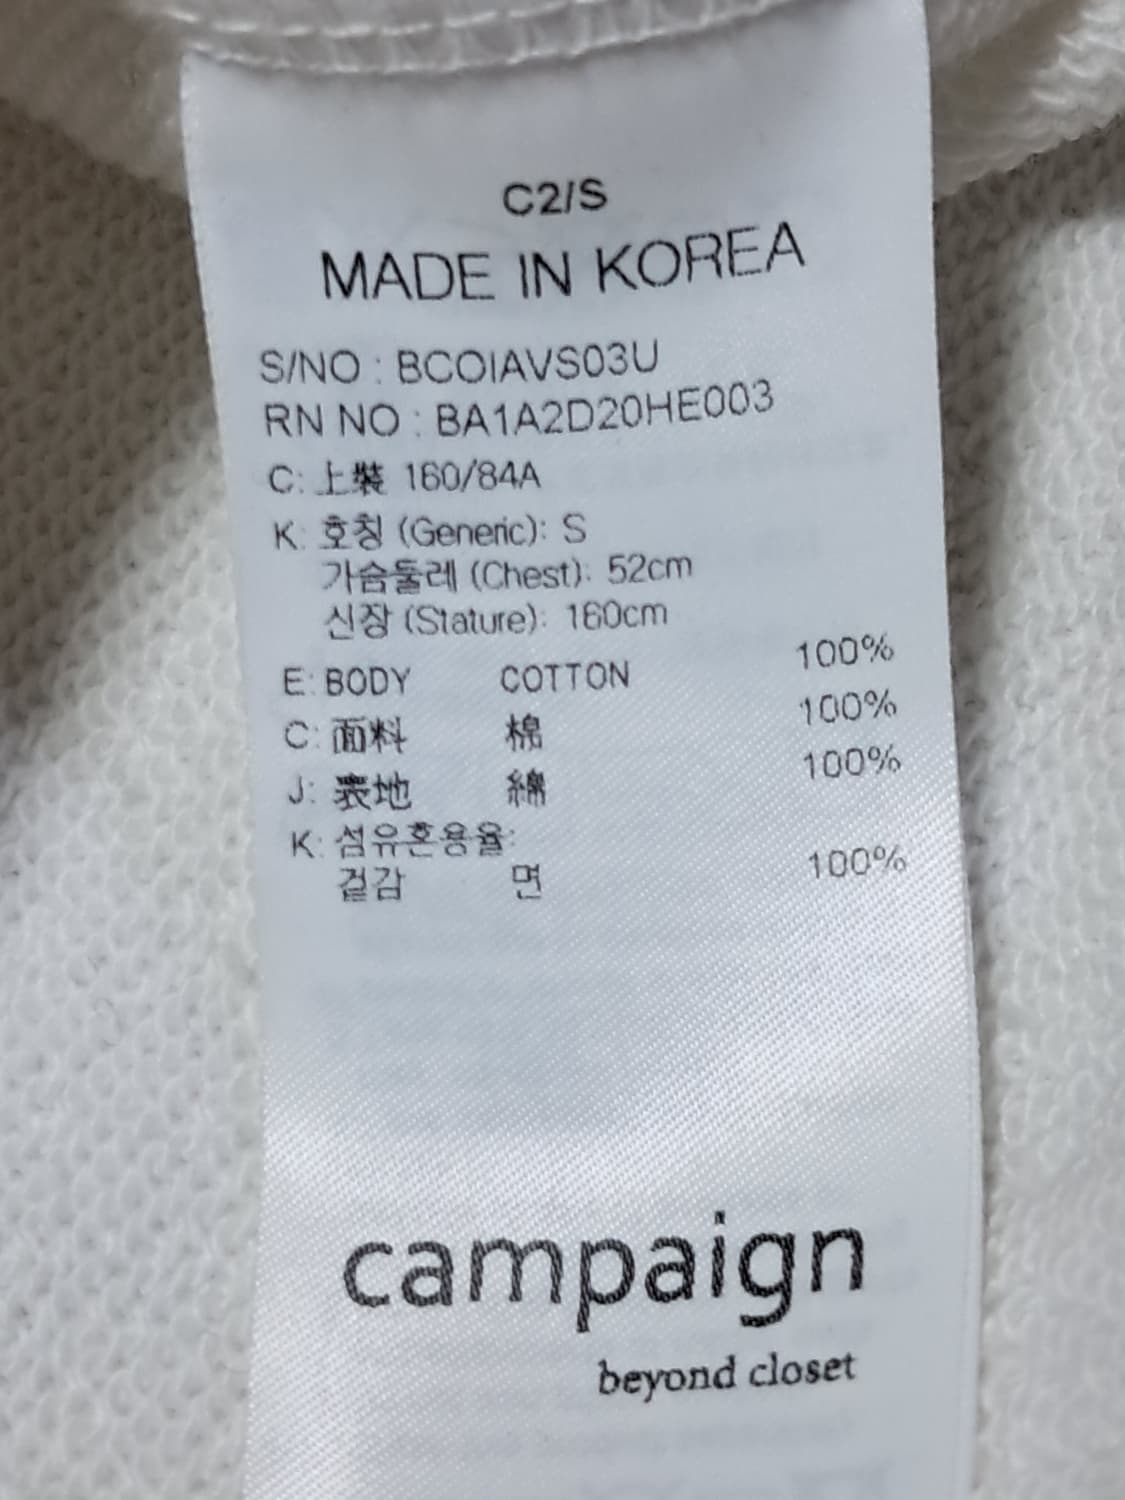 C2/S
MADE IN KOREA
S/NO : BCOIAVS03U
RN NO : BA1A2D20HE003
C: 上裝 160/84A
K: 호칭 (Generic): S
가슴둘레 (Chest): 52cm
신장 (Stature): 160cm
E: BODY COTTON 100%
C: 面料 棉 100%
J: 表地 綿 100%
K: 섬유혼용율:
겉감 면 100%
campaign
beyond closet